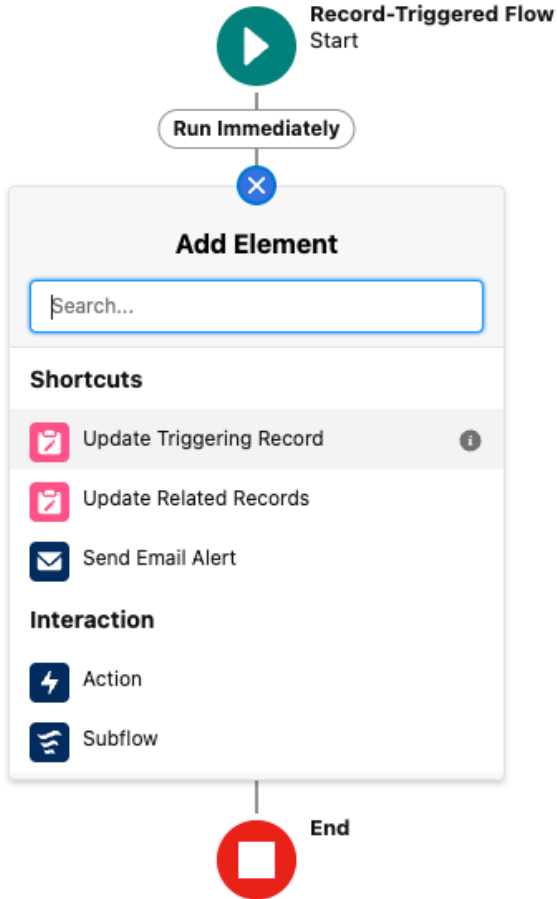 Record-Triggered Flow
Start
Run Immediately
Add Element
Search...
Shortcuts
Update Triggering Record
Update Related Records
Send Email Alert
Interaction
Action
Subflow
End